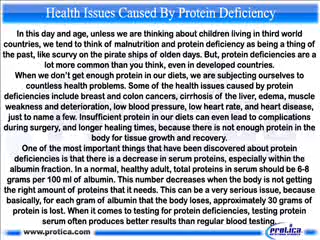 Health Issues Caused By Protein Deficiency
In this day and age, unless we are thinking about children living in third world
countries, we tend to think of malnutrition and protein deficiency as being a thing of
the past, like scurvy on the pirate ships of olden days. But, protein deficiencies are a
lot more common than you think, even in developed countries.
When we don't get enough protein in our diets, we are subjecting ourselves to
countless health problems. Some of the health issues caused by protein
deficiencies include breast and colon cancers, cirrhosis of the liver, edema, muscle
weakness and deterioration, low blood pressure, low heart rate, and heart disease,
just to name a few. Insufficient protein in our diets can even lead to complications
during surgery, and longer healing times, because there is not enough protein in the
body for tissue growth and recovery.
One of the most important things that have been discovered about protein
deficiencies is that there is a decrease in serum proteins, especially within the
albumin fraction. In a normal, healthy adult, total proteins in serum should be 6-8
grams per 100 ml of albumin. This number decreases when the body is not getting
the right amount of proteins that it needs. This can be a very serious issue, because
basically, for each gram of albumin that the body loses, approximately 30 grams of
protein is lost. When it comes to testing for protein deficiencies, testing protein
serum often produces better results than regular blood testing.
www.protica.com
protica